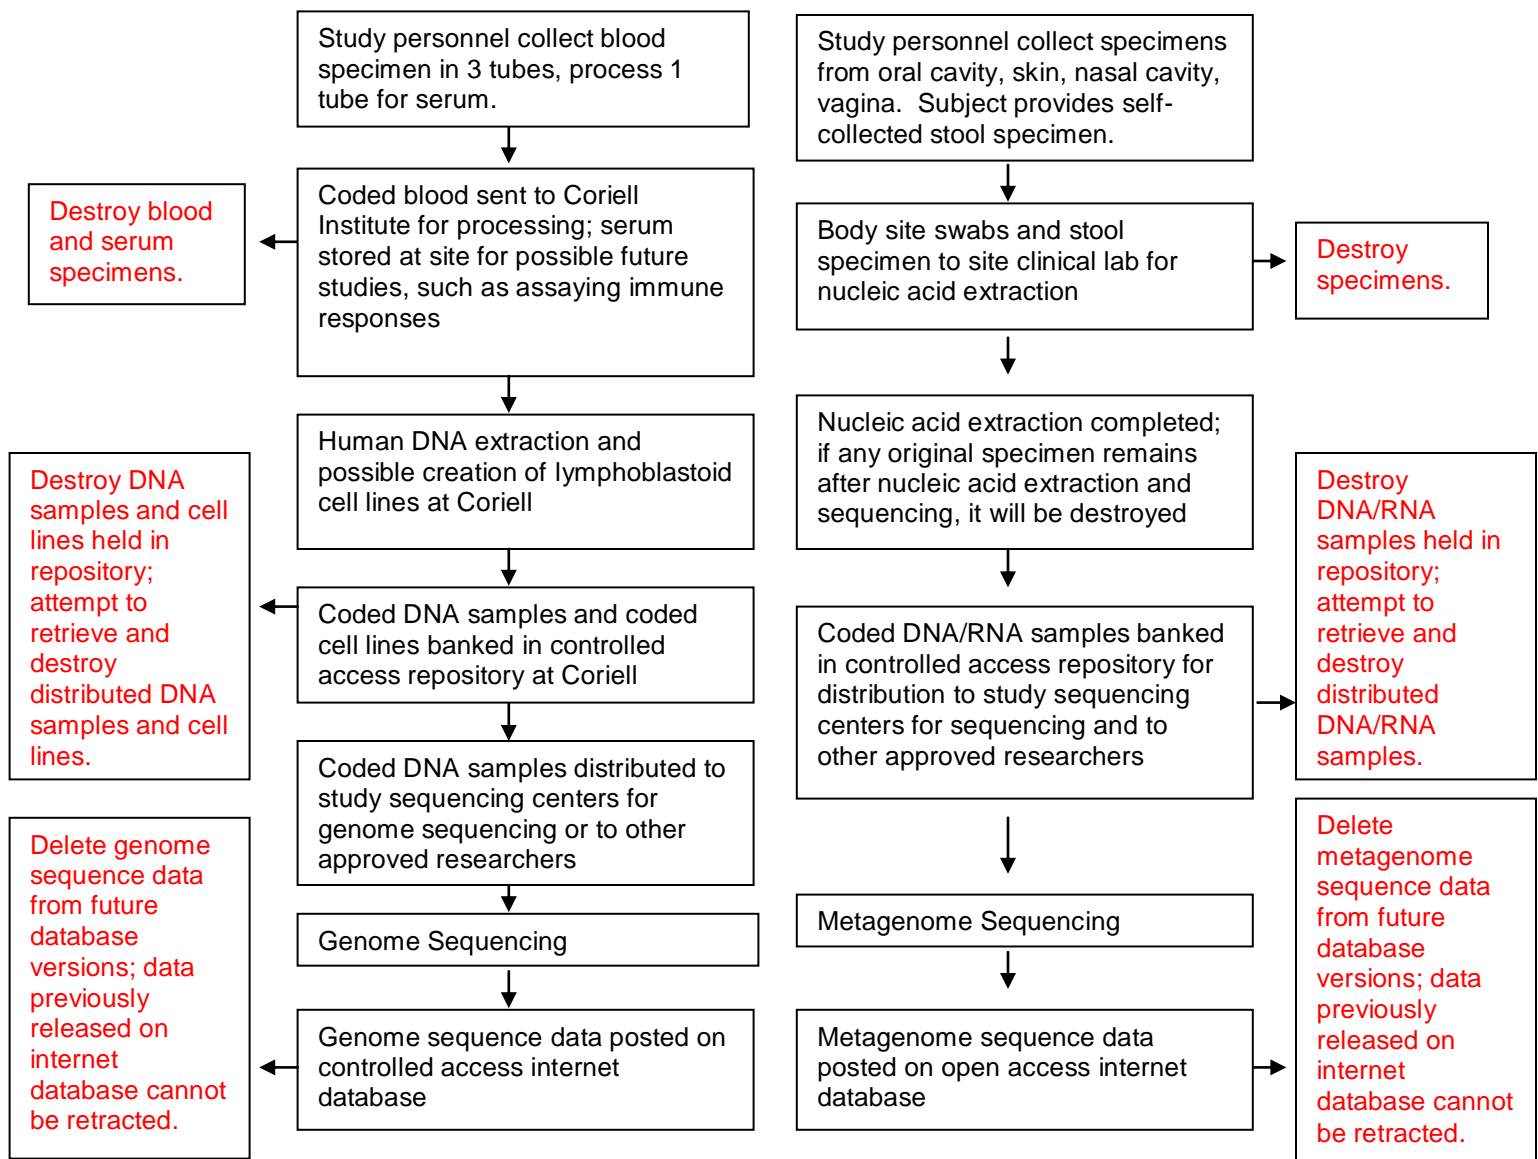 Study personnel collect blood
specimen in 3 tubes, process 1
tube for serum.
Study personnel collect specimens
from oral cavity, skin, nasal cavity,
vagina.  Subject provides self-
collected stool specimen.
Destroy blood
and serum
specimens.
Coded blood sent to Coriell
Institute for processing; serum
stored at site for possible future
studies, such as assaying immune
responses
Body site swabs and stool
specimen to site clinical lab for
nucleic acid extraction
Destroy
specimens.
Human DNA extraction and
possible creation of lymphoblastoid
cell lines at Coriell
Nucleic acid extraction completed;
if any original specimen remains
after nucleic acid extraction and
sequencing, it will be destroyed
Destroy DNA
samples and cell
lines held in
repository;
attempt to
retrieve and
destroy
distributed DNA
samples and cell
lines.
Coded DNA samples and coded
cell lines banked in controlled
access repository at Coriell
Coded DNA/RNA samples banked
in controlled access repository for
distribution to study sequencing
centers for sequencing and to
other approved researchers
Destroy
DNA/RNA
samples held in
repository;
attempt to
retrieve and
destroy
distributed
DNA/RNA
samples.
Coded DNA samples distributed to
study sequencing centers for
genome sequencing or to other
approved researchers
Genome Sequencing
Metagenome Sequencing
Delete genome
sequence data
from future
database
versions; data
previously
released on
internet
database cannot
be retracted.
Genome sequence data posted on
controlled access internet
database
Metagenome sequence data
posted on open access internet
database
Delete
metagenome
sequence data
from future
database
versions; data
previously
released on
internet
database cannot
be retracted.